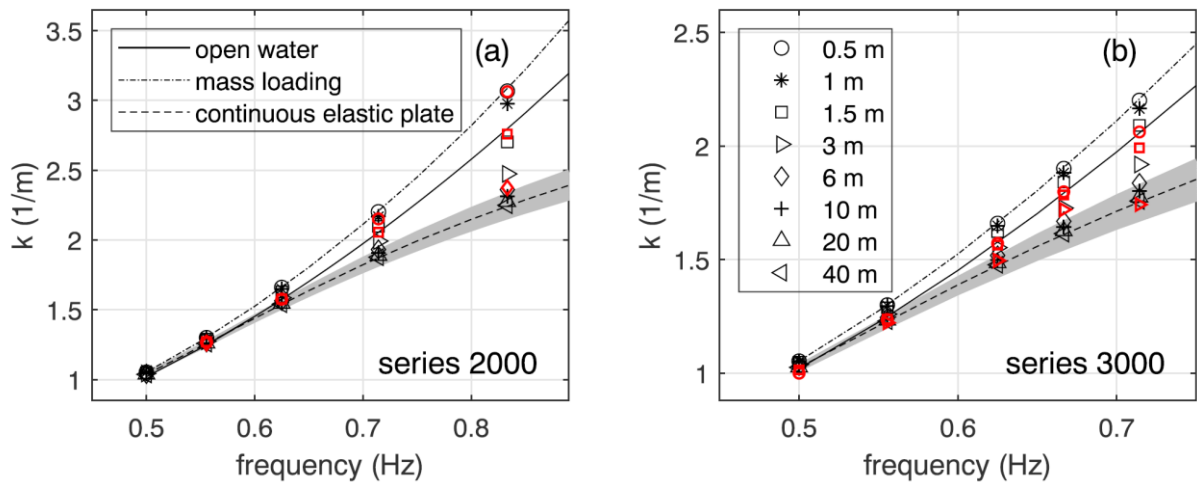 3.5
3
2.5
2
1.5
1
k (1/m)
open water
mass loading
continuous elastic plate
(a)
series 2000
0.5 0.6 0.7 0.8
frequency (Hz)
2.5
2
1.5
1
k (1/m)
0.5 m
1 m
1.5 m
3 m
6 m
10 m
20 m
40 m
(b)
series 3000
0.5 0.6 0.7
frequency (Hz)